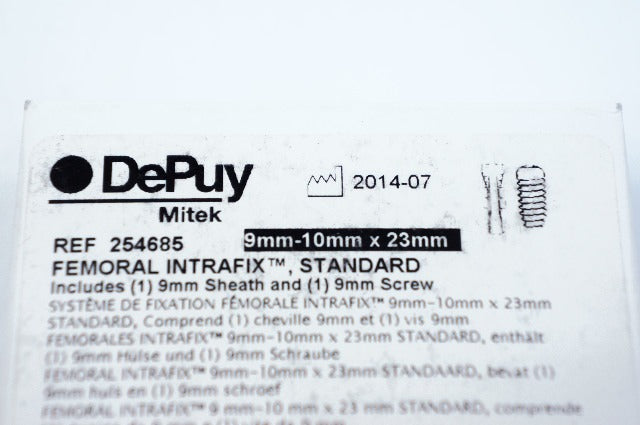 DePuy
Mitek
2014-07
REF 254685 9mm-10mm x 23mm
FEMORAL INTRAFIX™, STANDARD
Includes (1) 9mm Sheath and (1) 9mm Screw
SYSTÈME DE FIXATION FÉMORALE INTRAFIX™ 9mm-10mm x 23mm
STANDARD, Comprend (1) cheville 9mm et (1) vis 9mm
FEMORALES INTRAFIX™ 9mm-10mm x 23mm STANDARD, enthält
(1) 9mm Hülse und (1) 9mm Schraube
FEMORAL INTRAFIX™ 9mm-10mm x 23mm STANDAARD, bevat (1)
9mm huls en (1) 9mm schroef
FEMORAL INTRAFIX™ 9 mm-10 mm x 23 mm STANDARD, comprende